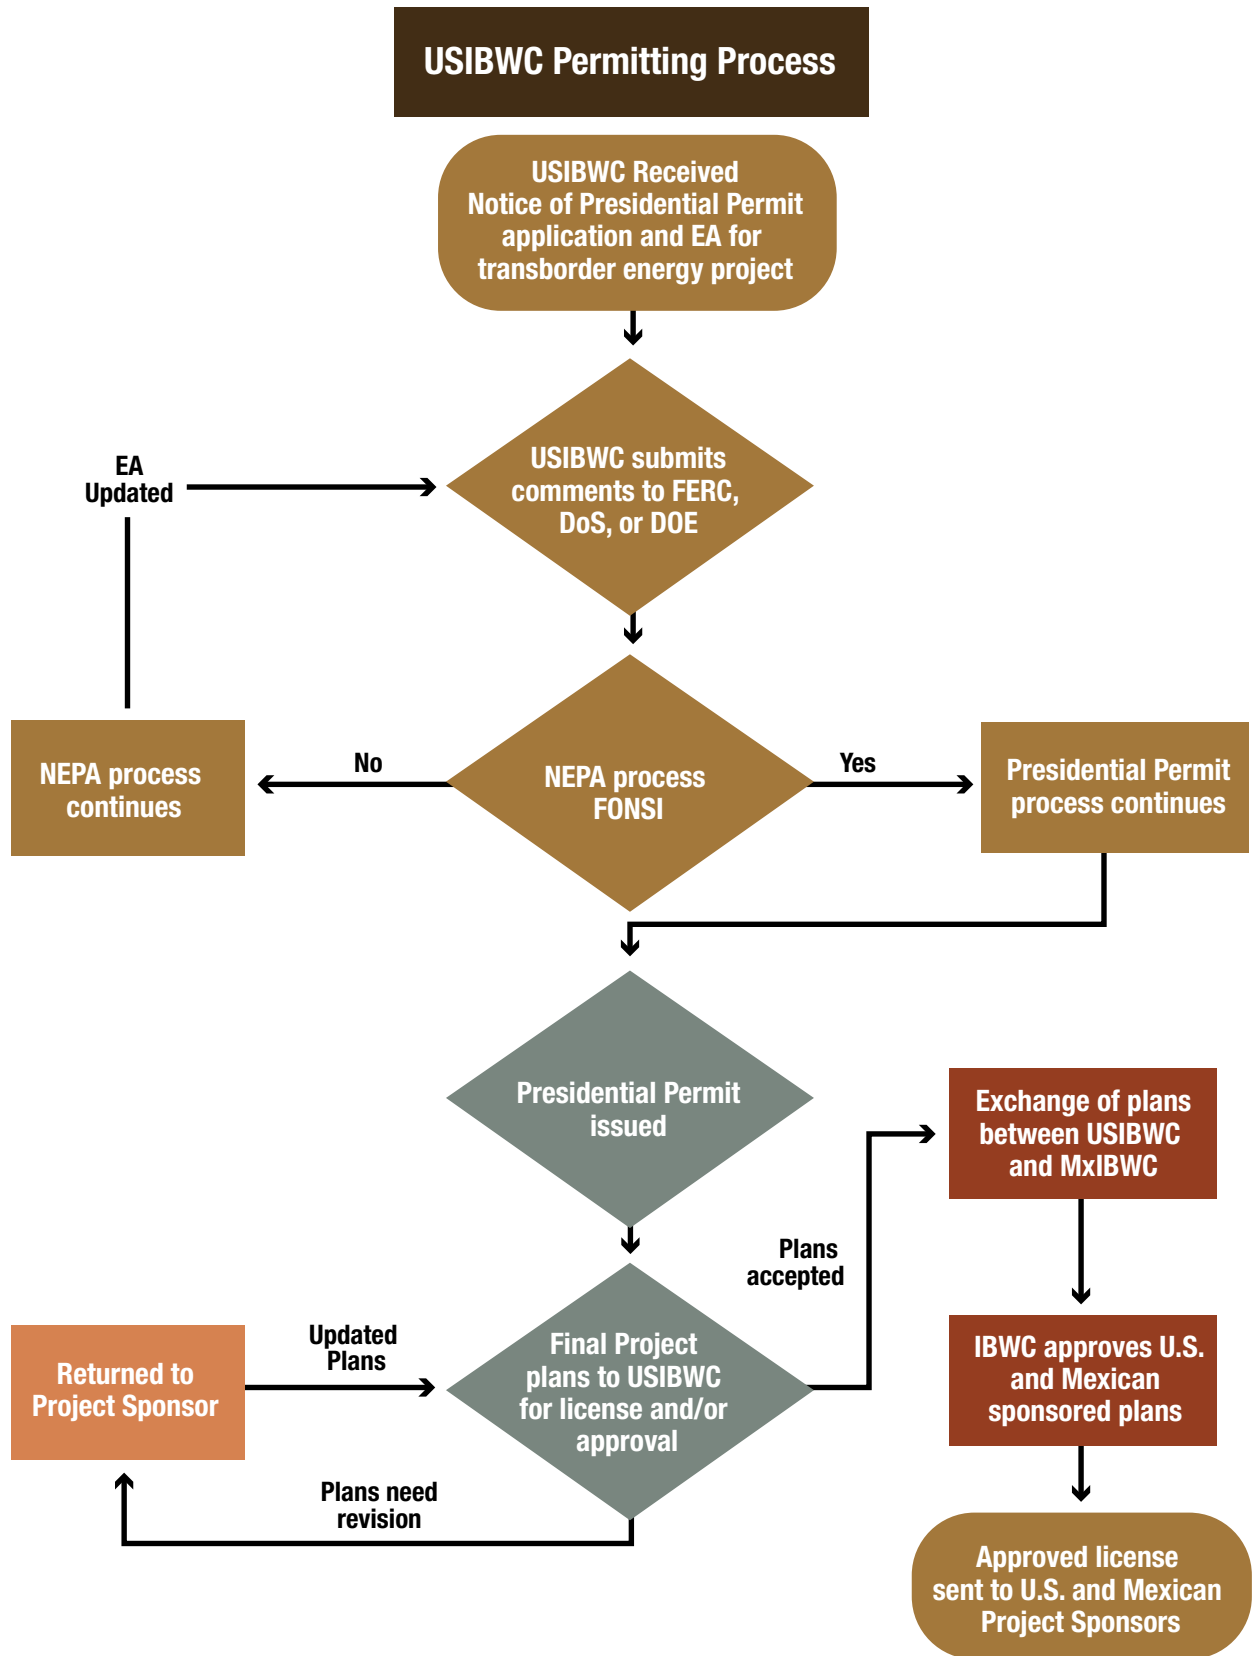 USIBWC Permitting Process
USIBWC Received
Notice of Presidential Permit
application and EA for
transborder energy project
EA
Updated
USIBWC submits
comments to FERC,
DoS, or DOE
NEPA process
continues
No
NEPA process
FONSI
Yes
Presidential Permit
process continues
Presidential Permit
issued
Exchange of plans
between USIBWC
and MxIBWC
Plans
accepted
Returned to
Project Sponsor
Updated
Plans
Final Project
plans to USIBWC
for license and/or
approval
IBWC approves U.S.
and Mexican
sponsored plans
Plans need
revision
Approved license
sent to U.S. and Mexican
Project Sponsors